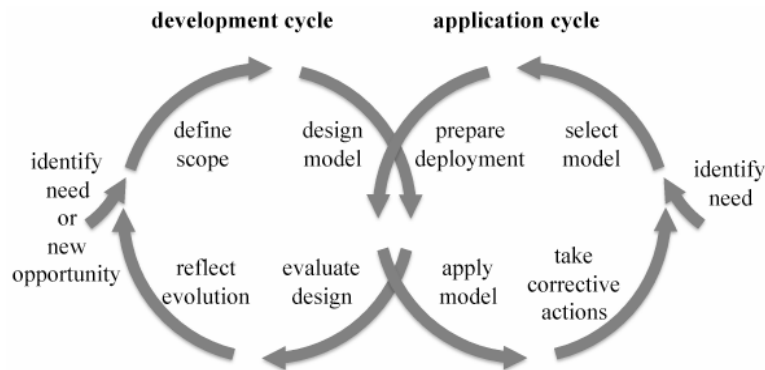 development cycle
application cycle
define
scope
design
model
prepare
deployment
select
model
identify
need
or
new
opportunity
identify
need
reflect
evolution
evaluate
design
apply
model
take
corrective
actions